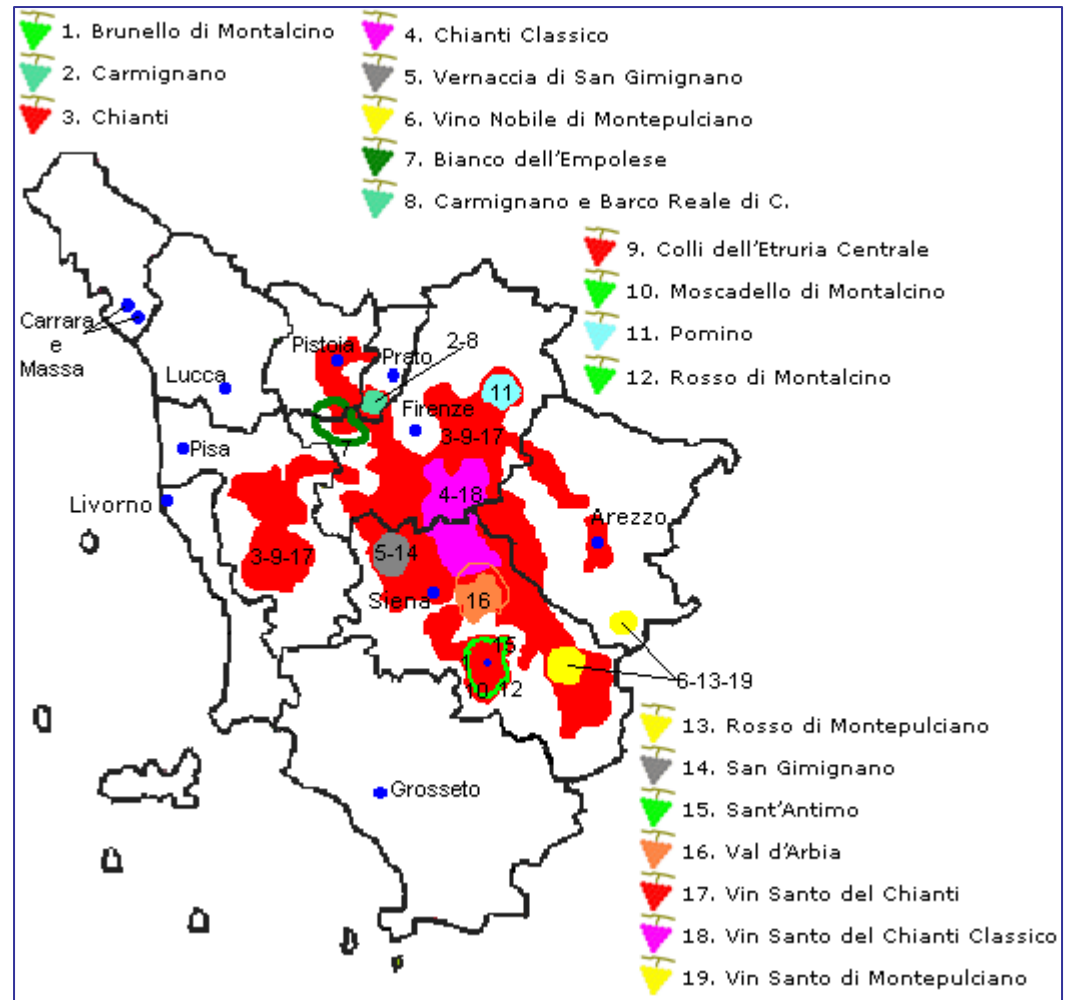 1. Brunello di Montalcino
2. Carmignano
3. Chianti
4. Chianti Classico
5. Vernaccia di San Gimignano
6. Vino Nobile di Montepulciano
7. Bianco dell'Empolese
8. Carmignano e Barco Reale di C.
9. Colli dell'Etruria Centrale
10. Moscadello di Montalcino
11. Pomino
12. Rosso di Montalcino
Carrara
e
Massa
Pistoia
2-8
Prato
Lucca
11
Firenze
3-9-17
7
Pisa
4-18
Livorno
Arezzo
3-9-17
5-14
Siena
16
15
1
10
12
6-13-19
Grosseto
13. Rosso di Montepulciano
14. San Gimignano
15. Sant'Antimo
16. Val d'Arbia
17. Vin Santo del Chianti
18. Vin Santo del Chianti Classico
19. Vin Santo di Montepulciano